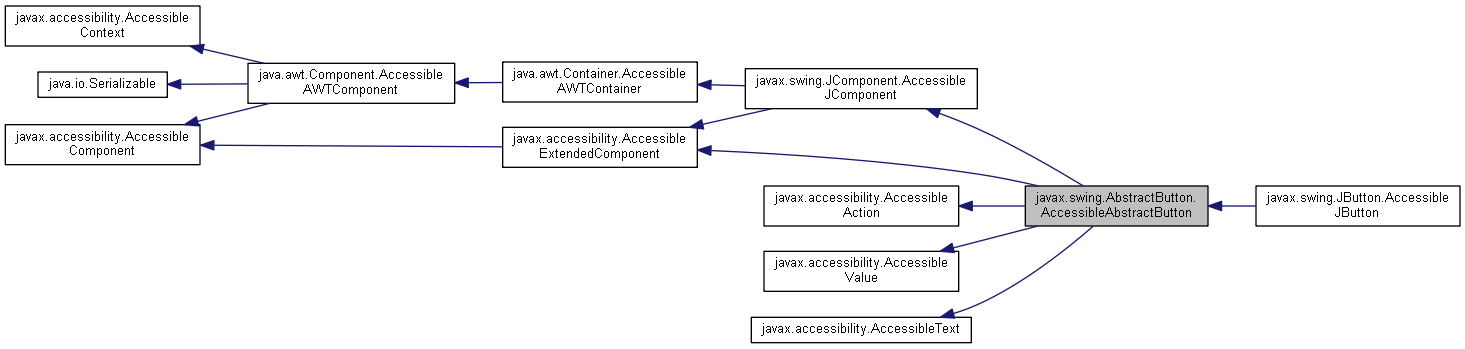 javax.accessibility.Accessible
Context
java.io.Serializable
javax.accessibility.Accessible
Component
java.awt.Component.Accessible
AWTComponent
java.awt.Container.Accessible
AWTContainer
javax.accessibility.Accessible
ExtendedComponent
javax.swing.JComponent.Accessible
JComponent
javax.accessibility.Accessible
Action
javax.accessibility.Accessible
Value
javax.accessibility.AccessibleText
javax.swing.AbstractButton.
AccessibleAbstractButton
javax.swing.JButton.Accessible
JButton